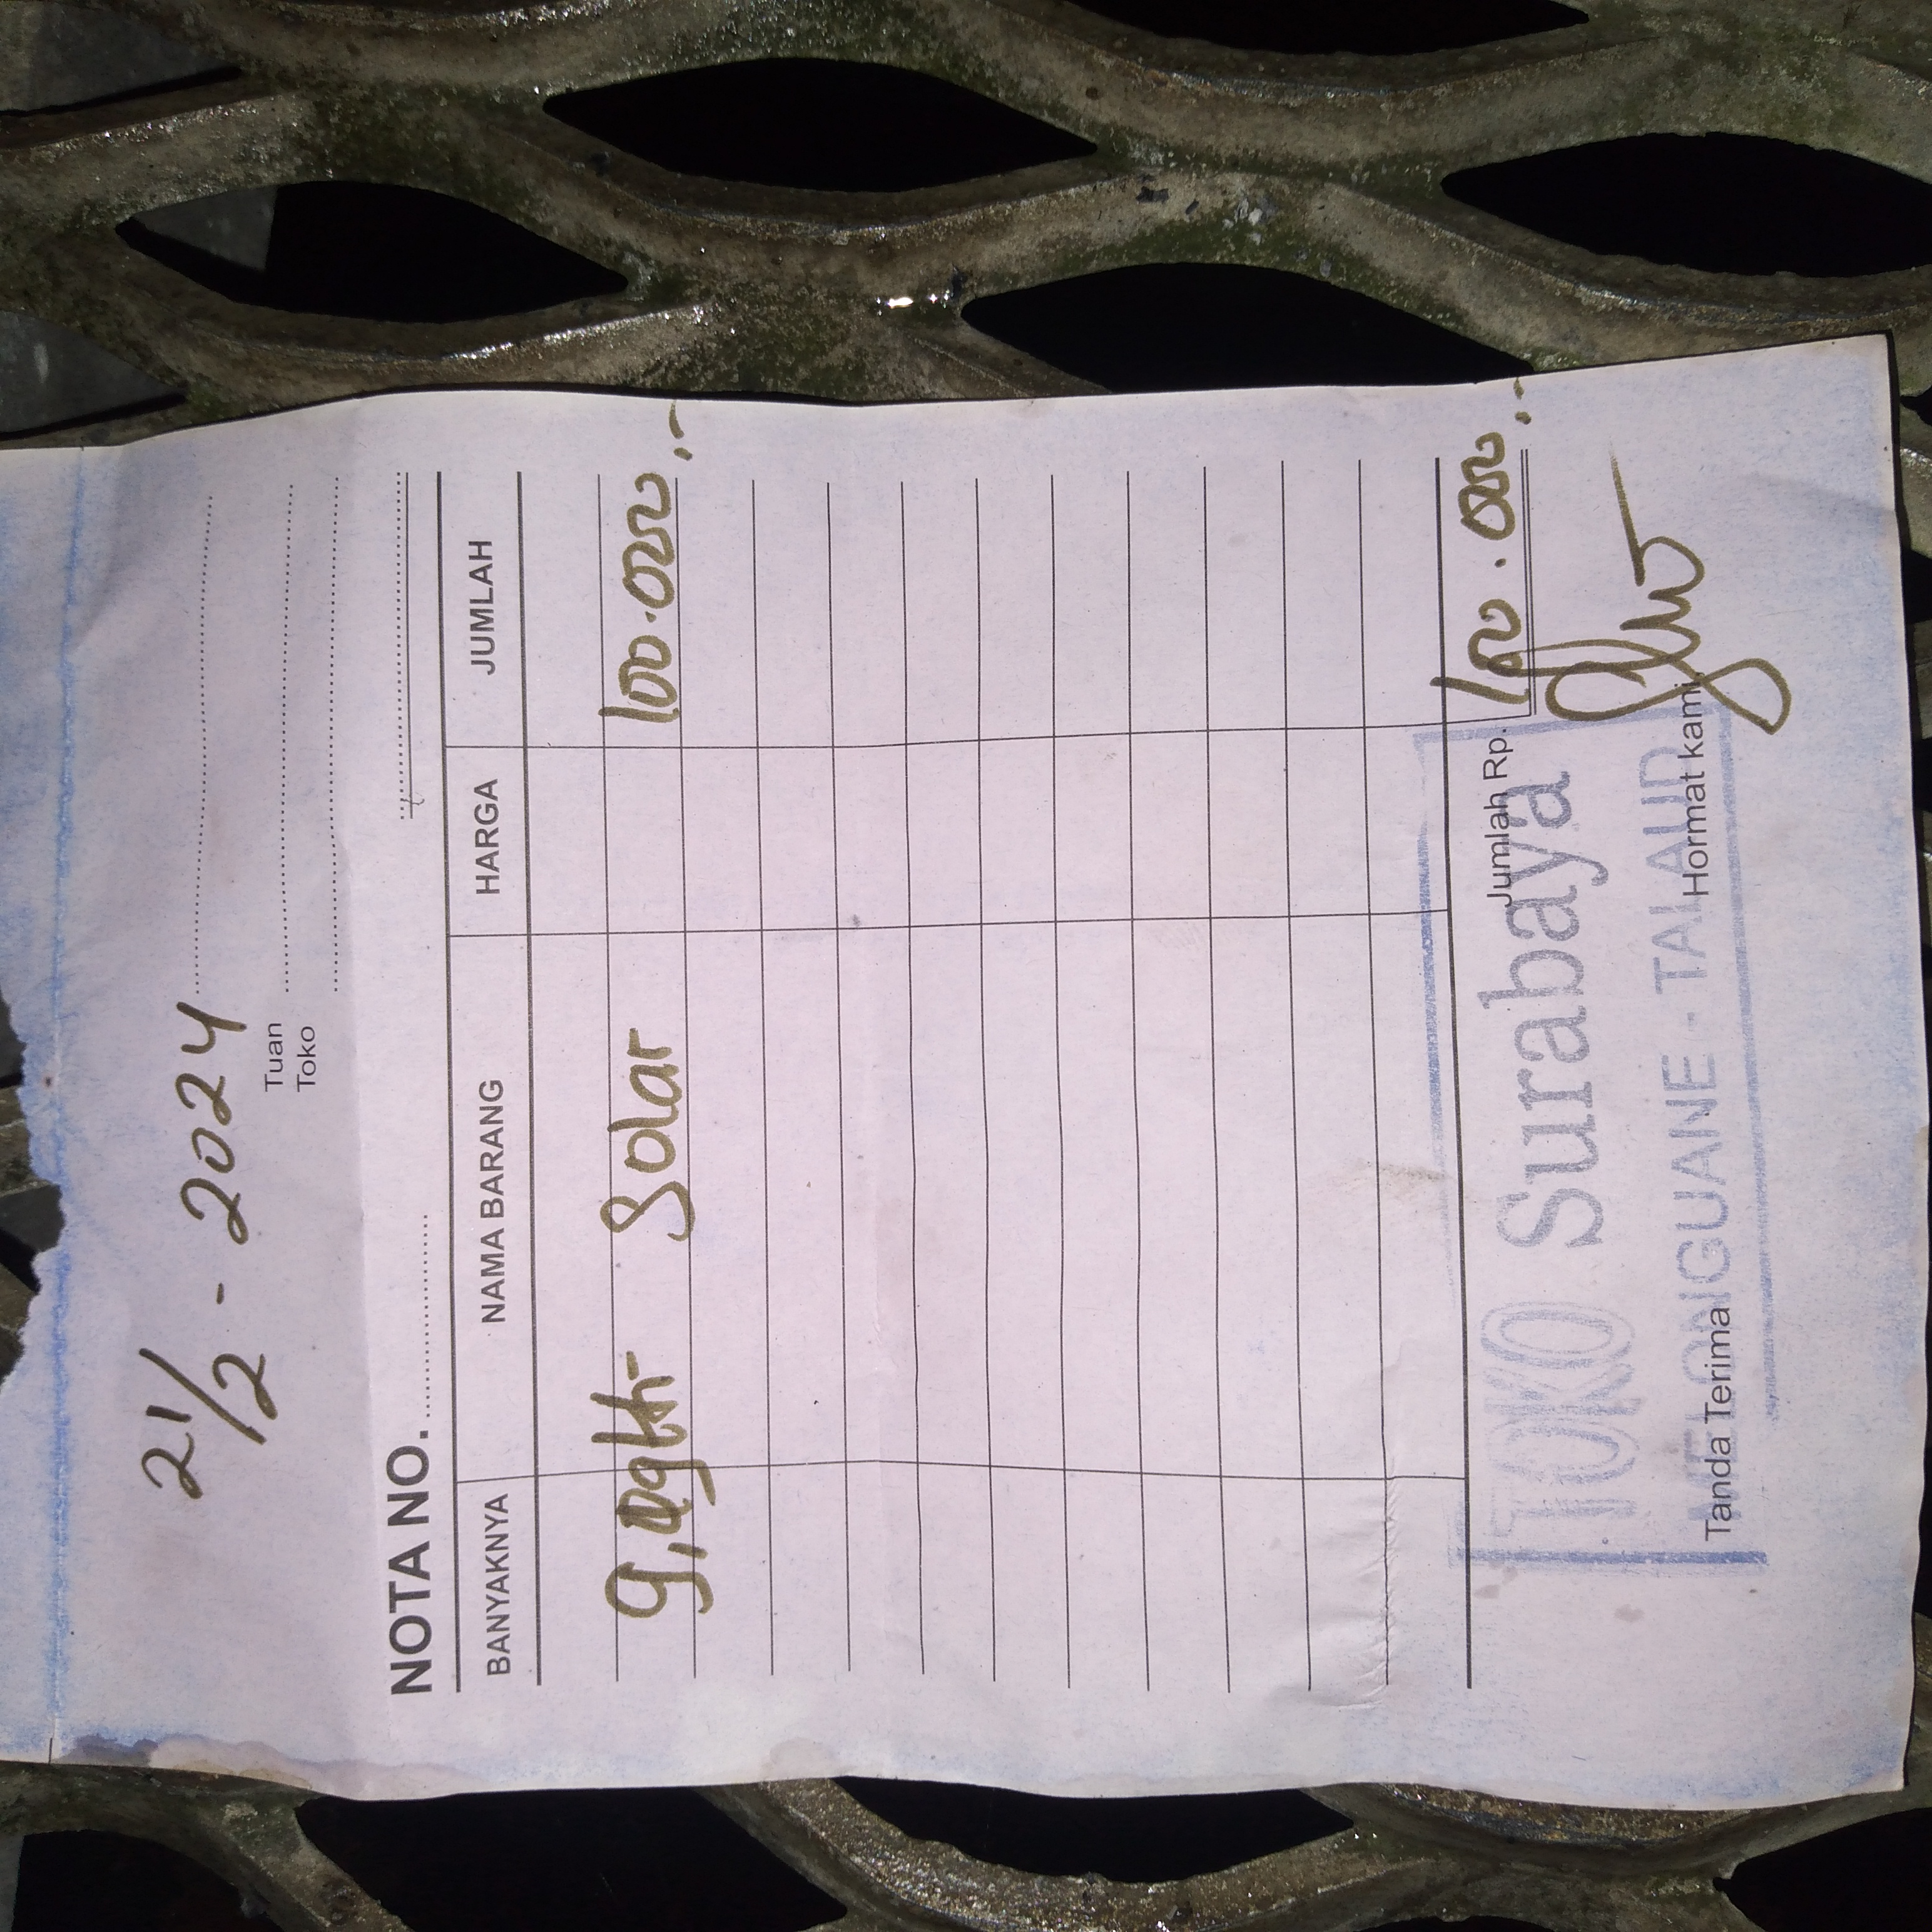 21/2 - 2024
Tuan
Toko
NOTA NO.
BANYAKNYA NAMA BARANG HARGA JUMLAH
Solar 100.000,-
Jumlah Rp. 100.000,-
TOKO Surabaya
MELONGUANE - TALAUD
Tanda Terima Hormat kami,